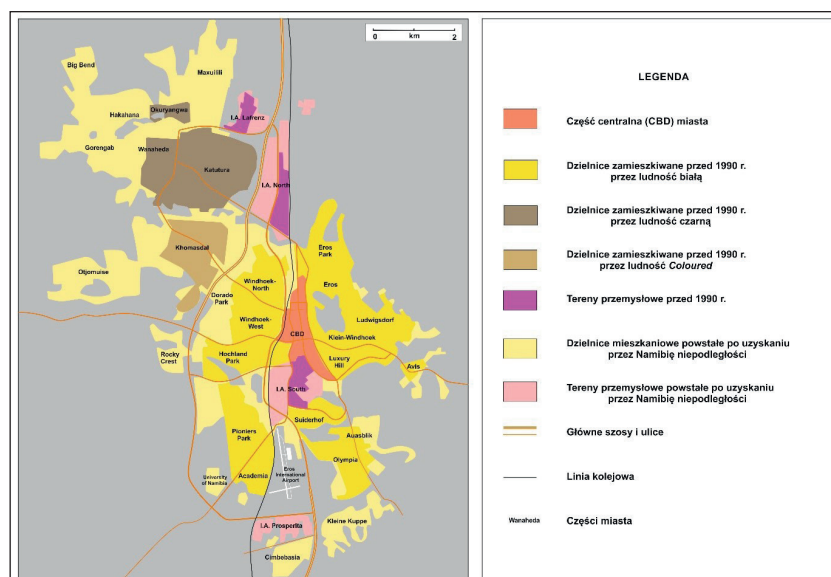 0 2
km
Big Bend
Maxuilili
Okuryangwa
I.A. Lafrenz
Hakahana
Wanaheda
Gorengab
Katutura
I.A. North
Khomasdal
Eros
Park
Otjomuise
Windhoek-
North
Eros
Dorado
Park
Ludwigsdorf
Windhoek-
West
CBD
Klein-Windhoek
Rocky
Crest
Hochland
Park
Luxury
Hill
Avis
I.A. South
Suiderhof
Auasblik
Pioniers
Park
Olympia
University
of Namibia
Academia
Eros
International
Airport
I.A. Prosperita
Kleine Kuppe
Cimbebasia
LEGENDA
Część centralna (CBD) miasta
Dzielnice zamieszkiwane przed 1990 r.
przez ludność białą
Dzielnice zamieszkiwane przed 1990 r.
przez ludność czarną
Dzielnice zamieszkiwane przed 1990 r.
przez ludność Coloured
Tereny przemysłowe przed 1990 r.
Dzielnice mieszkaniowe powstałe po uzyskaniu
przez Namibię niepodległości
Tereny przemysłowe powstałe po uzyskaniu
przez Namibię niepodległości
Główne szosy i ulice
Linia kolejowa
Wanaheda Części miasta